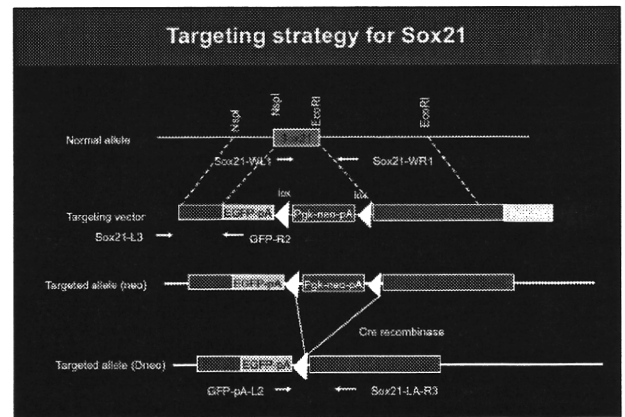 Targeting strategy for Sox21
NspI
NspI
EcoRI
EcoRI
Normal allele
Sox21
Sox21-WL1
Sox21-WR1
lox
lox
Targeting vector
EGFP-pA
Pgk-neo-pA
Sox21-L3
GFP-R2
Targeted allele (neo)
EGFP-pA
Pgk-neo-pA
Cre recombinase
Targeted allele (Dneo)
EGFP-pA
GFP-pA-L2
Sox21-LA-R3